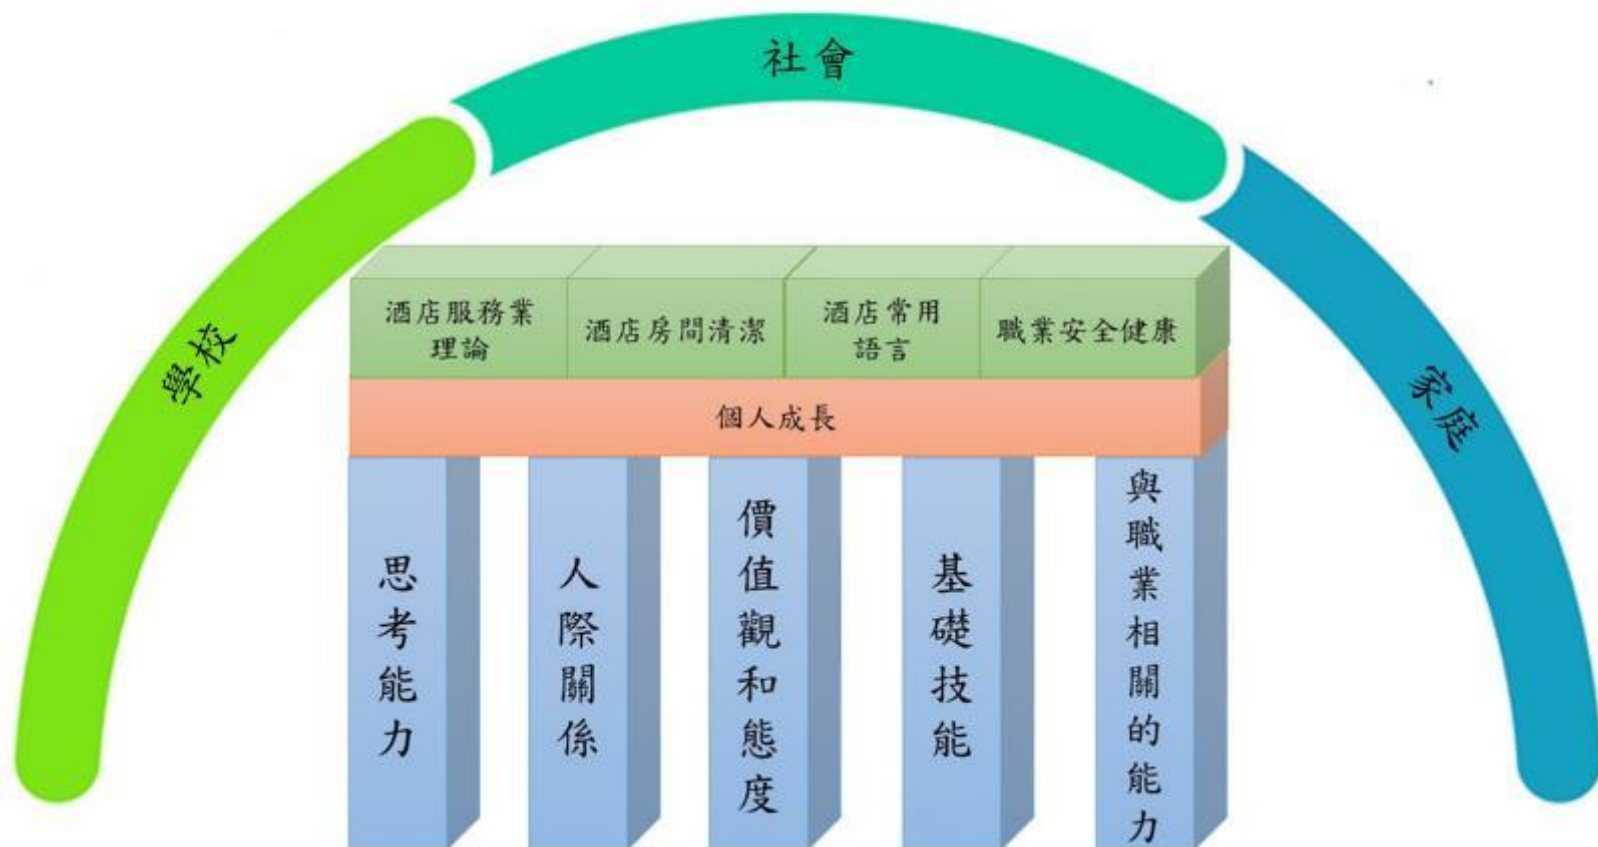 社會
學校
家庭
酒店服務業
理論
酒店房間清潔
酒店常用
語言
職業安全健康
個人成長
思考能力
人際關係
價值觀和態度
基礎技能
與職業相關的能力